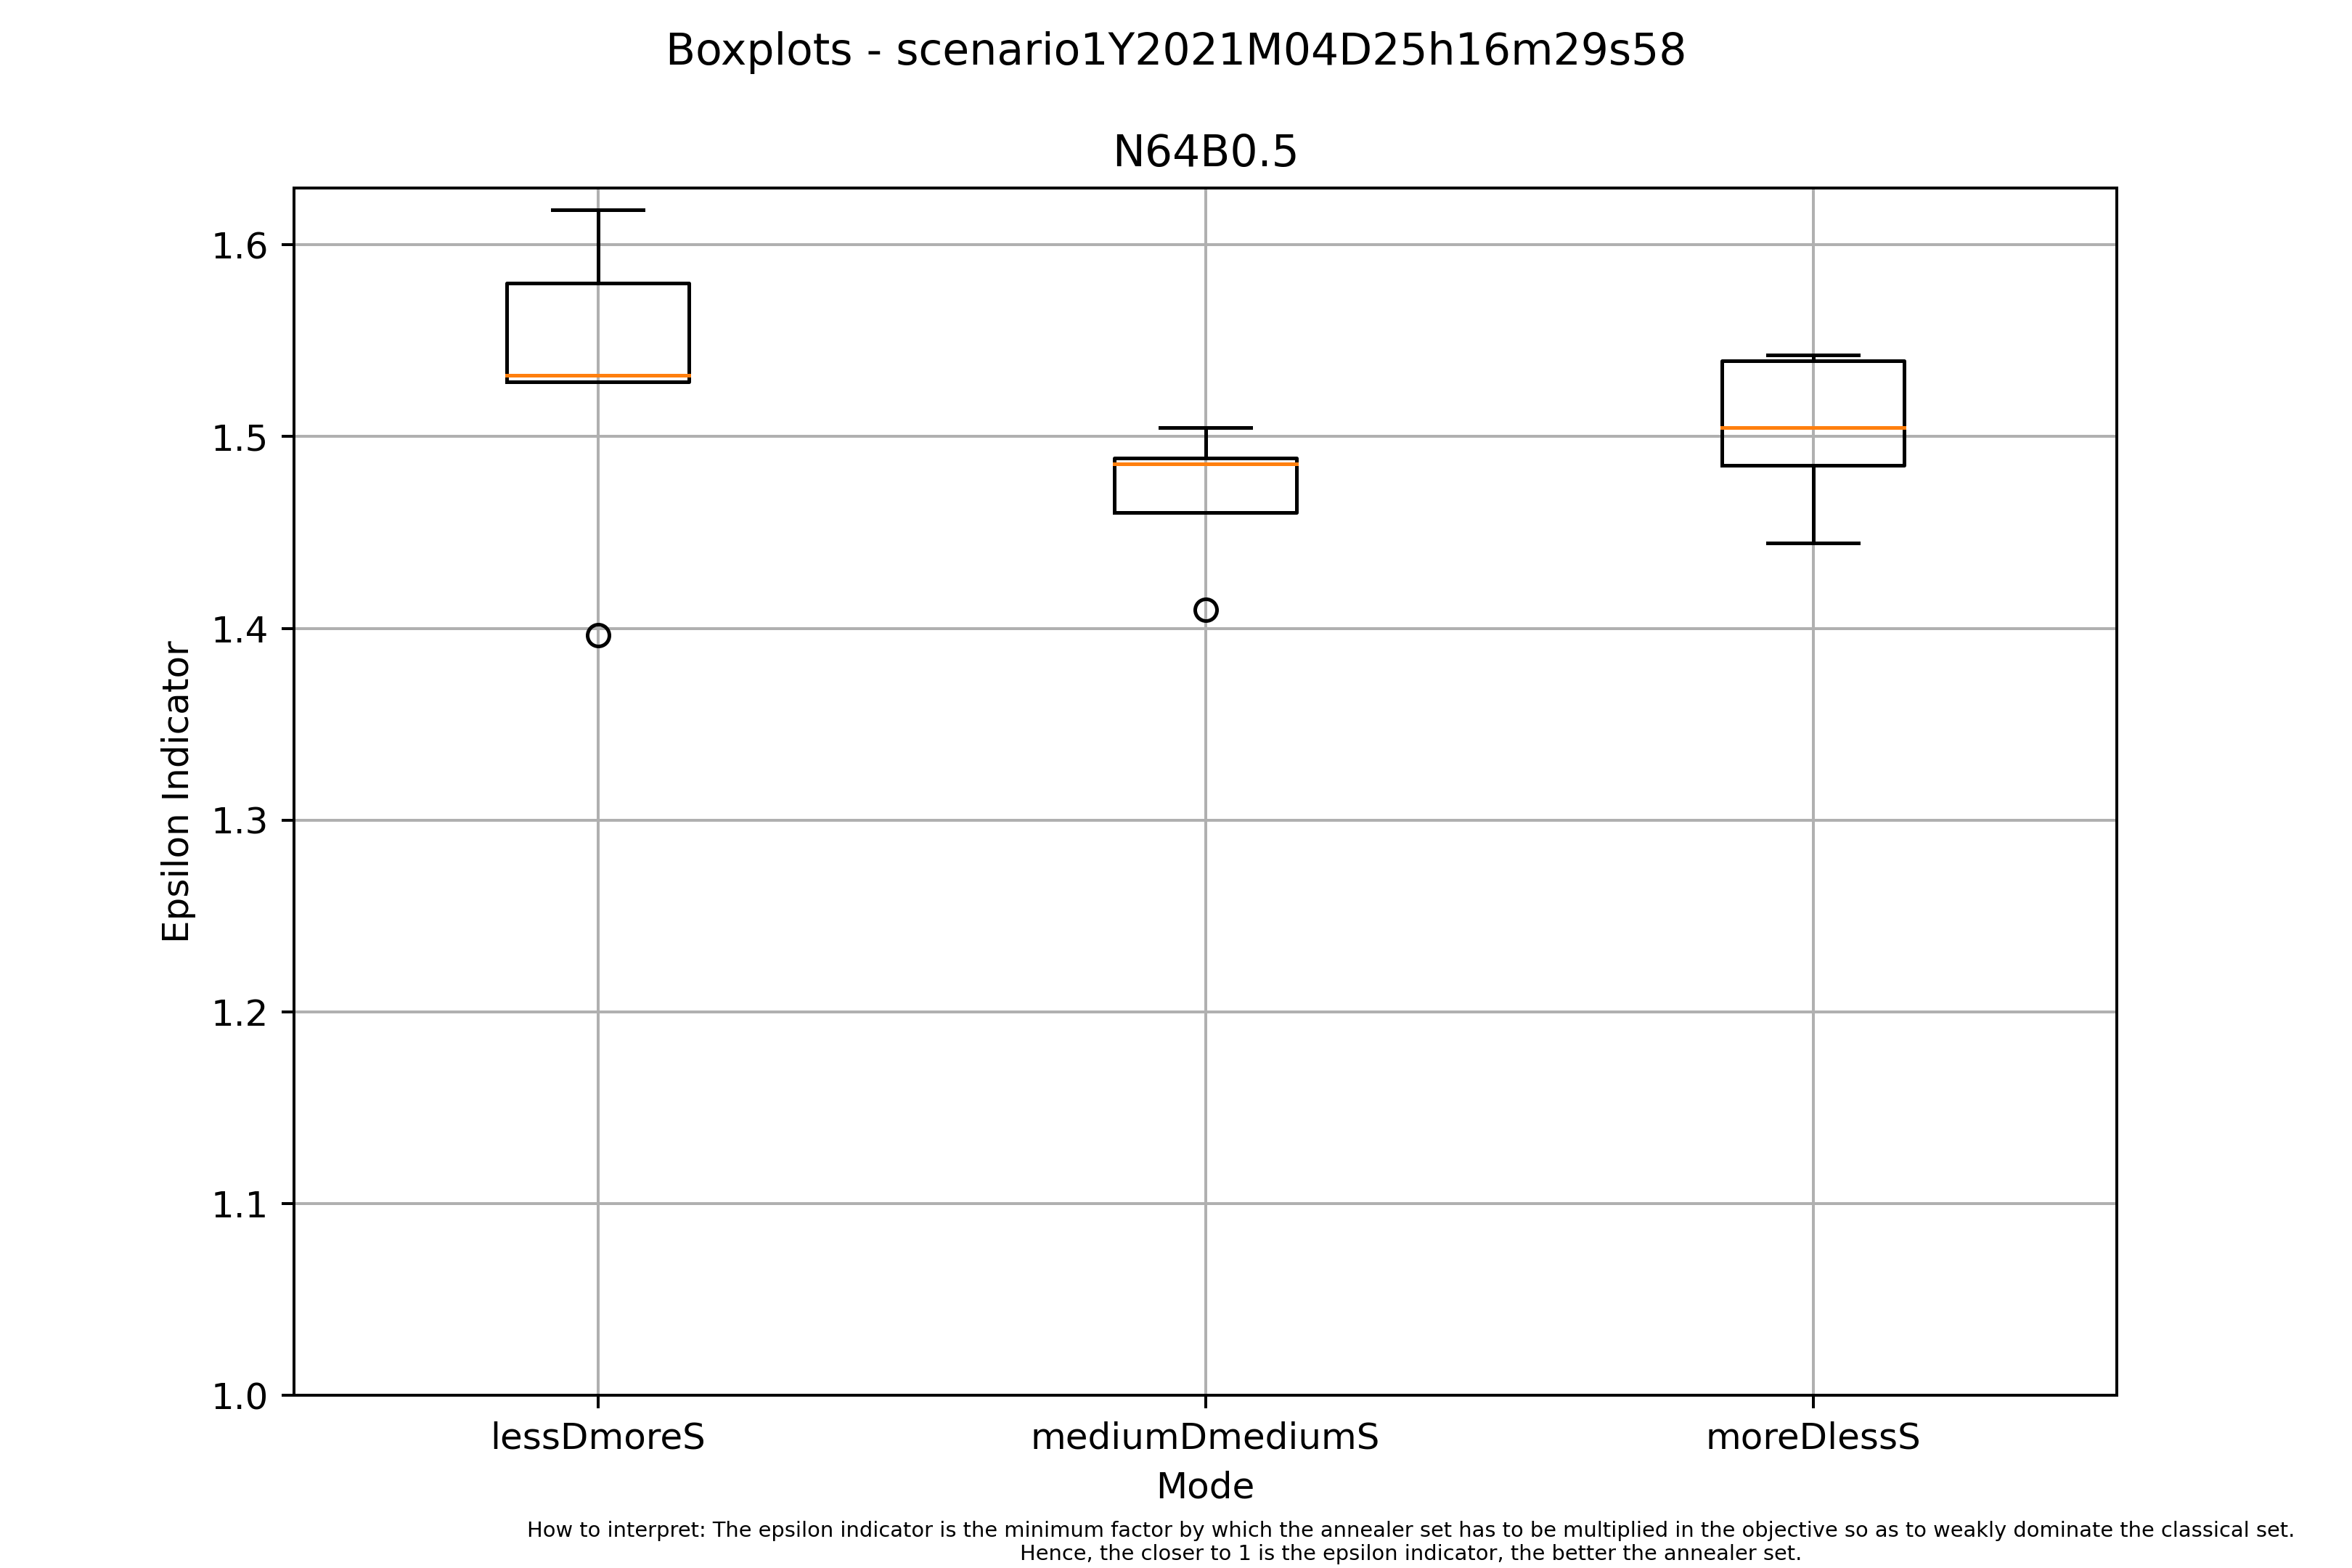 Boxplots - scenario1Y2021M04D25h16m29s58
N64B0.5
1.6
1.5
1.4
1.3
1.2
1.1
1.0
Epsilon Indicator
lessDmoreS mediumDmediumS moreDlessS
Mode
How to interpret: The epsilon indicator is the minimum factor by which the annealer set has to be multiplied in the objective so as to weakly dominate the classical set.
Hence, the closer to 1 is the epsilon indicator, the better the annealer set.